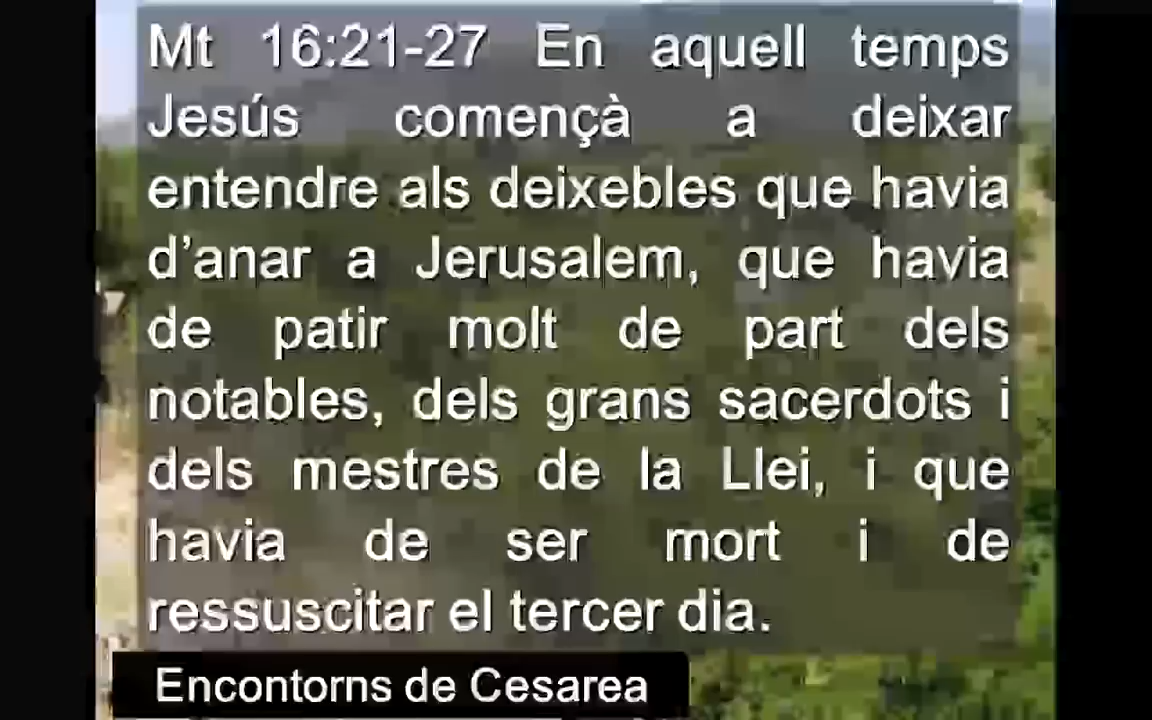 Mt 16:21-27 En aquell temps
Jesús començà a deixar
entendre als deixebles que havia
d’anar a Jerusalem, que havia
de patir molt de part dels
notables, dels grans sacerdots i
dels mestres de la Llei, i que
havia de ser mort i de
ressuscitar el tercer dia.
Encontorns de Cesarea